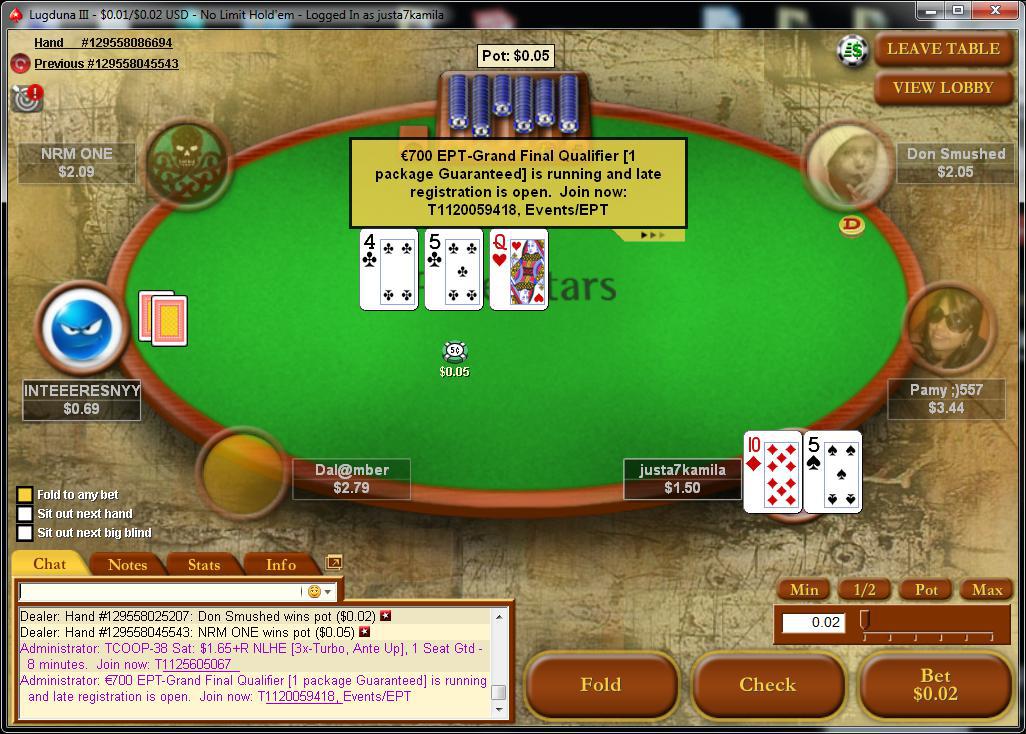 Lugduna III - $0.01/$0.02 USD - No Limit Hold'em - Logged In as justa7kamila
Hand #129558086694
Previous #129558045543
Pot: $0.05
LEAVE TABLE
VIEW LOBBY
NRM ONE
$2.09
Don Smushed
$2.05
€700 EPT-Grand Final Qualifier [1
package Guaranteed] is running and late
registration is open. Join now:
T1120059418, Events/EPT
D
4
5
Q
tars
5¢
$0.05
INTEEERESNYY
$0.69
Pamy ;)557
$3.44
Dal@mber
$2.79
justa7kamila
$1.50
10
5
Fold to any bet
Sit out next hand
Sit out next big blind
Chat Notes Stats Info
Dealer: Hand #129558025207: Don Smushed wins pot ($0.02)
Dealer: Hand #129558045543: NRM ONE wins pot ($0.05)
Administrator: TCOOP-38 Sat: $1.65+R NLHE [3x-Turbo, Ante Up], 1 Seat Gtd -
8 minutes. Join now: T1125605067
Administrator: €700 EPT-Grand Final Qualifier [1 package Guaranteed] is running
and late registration is open. Join now: T1120059418, Events/EPT
Min 1/2 Pot Max
0.02
Fold
Check
Bet
$0.02